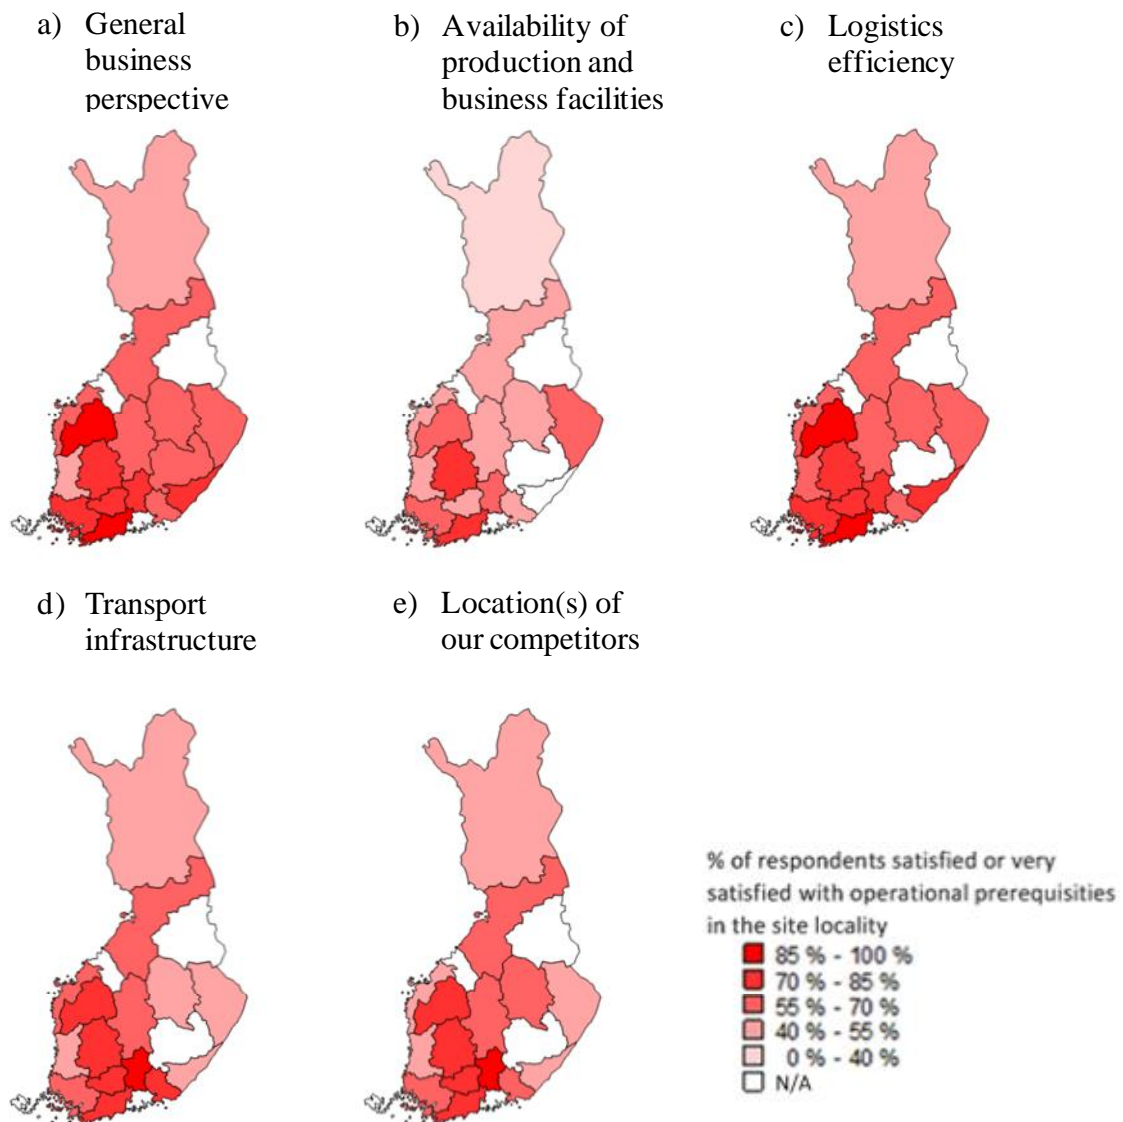 a) General
business
perspective
b) Availability of
production and
business facilities
c) Logistics
efficiency
d) Transport
infrastructure
e) Location(s) of
our competitors
% of respondents satisfied or very
satisfied with operational prerequisities
in the site locality
85 % - 100 %
70 % - 85 %
55 % - 70 %
40 % - 55 %
0 % - 40 %
N/A